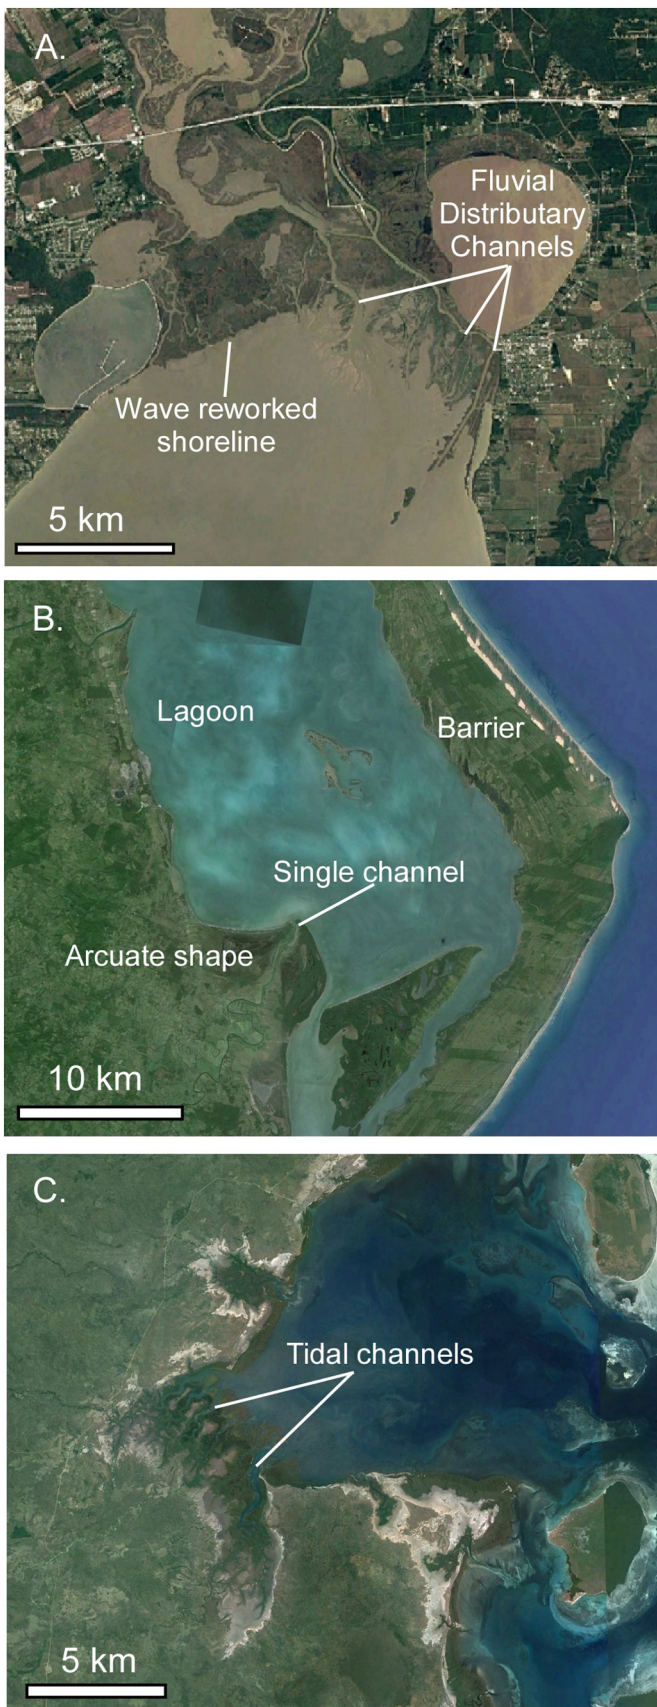 A.
Fluvial
Distributary
Channels
Wave reworked
shoreline
5 km
B.
Lagoon
Barrier
Single channel
Arcuate shape
10 km
C.
Tidal channels
5 km